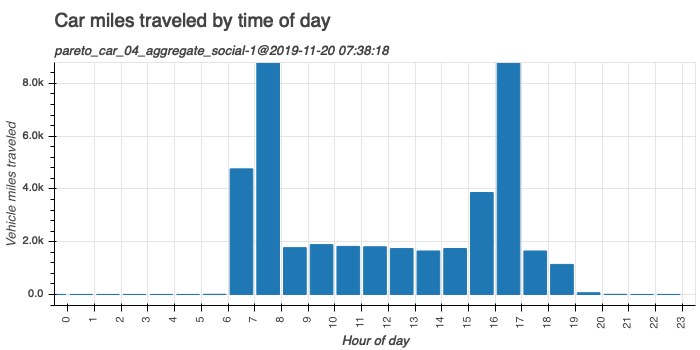 Car miles traveled by time of day
pareto_car_04_aggregate_social-1@2019-11-20 07:38:18
Vehicle miles traveled
8.0k
6.0k
4.0k
2.0k
0.0
0 1 2 3 4 5 6 7 8 9 10 11 12 13 14 15 16 17 18 19 20 21 22 23
Hour of day